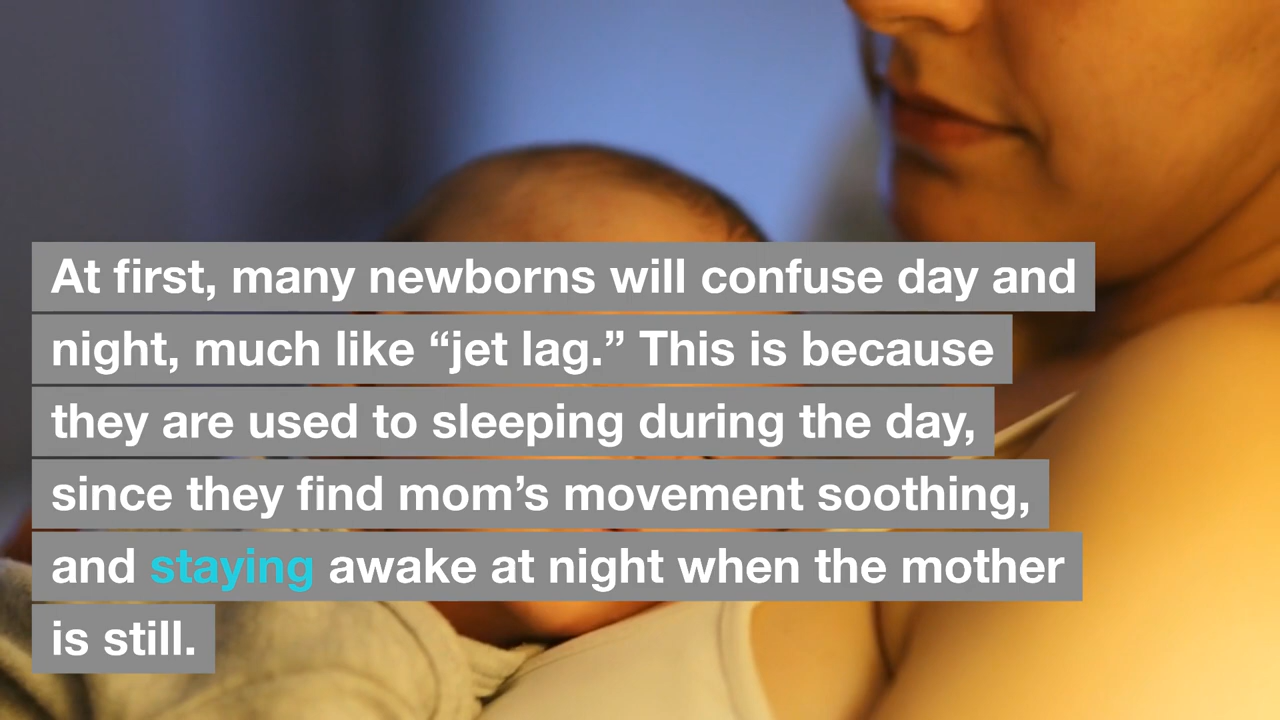 At first, many newborns will confuse day and
night, much like “jet lag.” This is because
they are used to sleeping during the day,
since they find mom’s movement soothing,
and staying awake at night when the mother
is still.